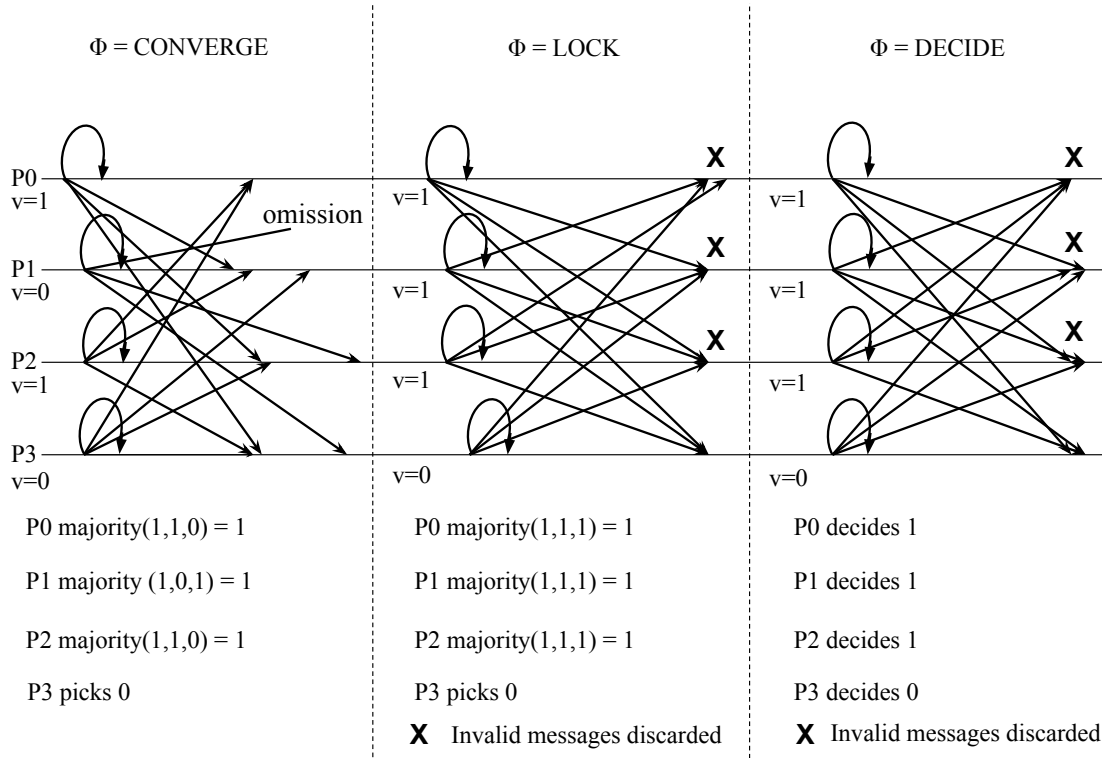 Φ = CONVERGE
Φ = LOCK
Φ = DECIDE
X
X
P0
v=1
v=1
v=1
omission
X
X
P1
v=0
v=1
v=1
X
X
P2
v=1
v=1
v=1
P3
v=0
v=0
v=0
P0 majority(1,1,0) = 1
P0 majority(1,1,1) = 1
P0 decides 1
P1 majority (1,0,1) = 1
P1 majority(1,1,1) = 1
P1 decides 1
P2 majority(1,1,0) = 1
P2 majority(1,1,1) = 1
P2 decides 1
P3 picks 0
P3 picks 0
P3 decides 0
X Invalid messages discarded
X Invalid messages discarded